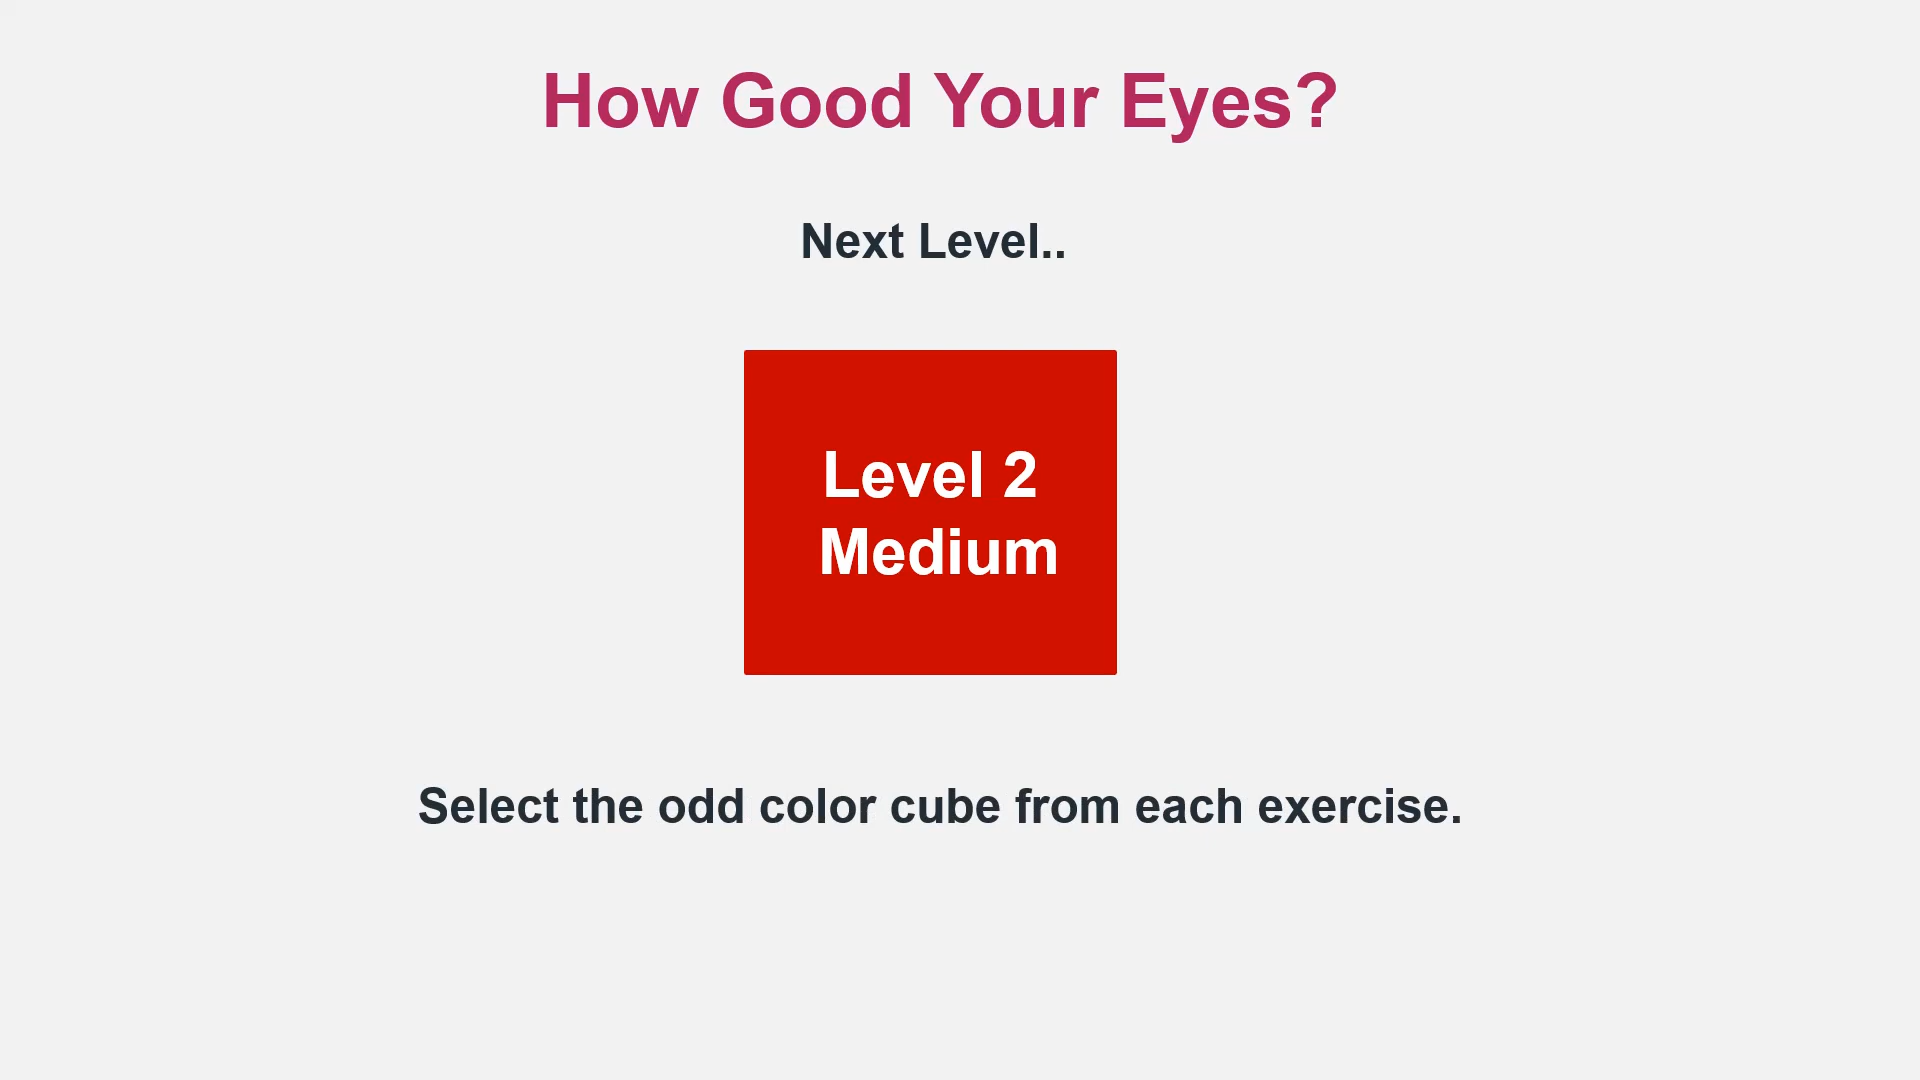 How Good Your Eyes?
Next Level..
Level 2
Medium
Select the odd color cube from each exercise.